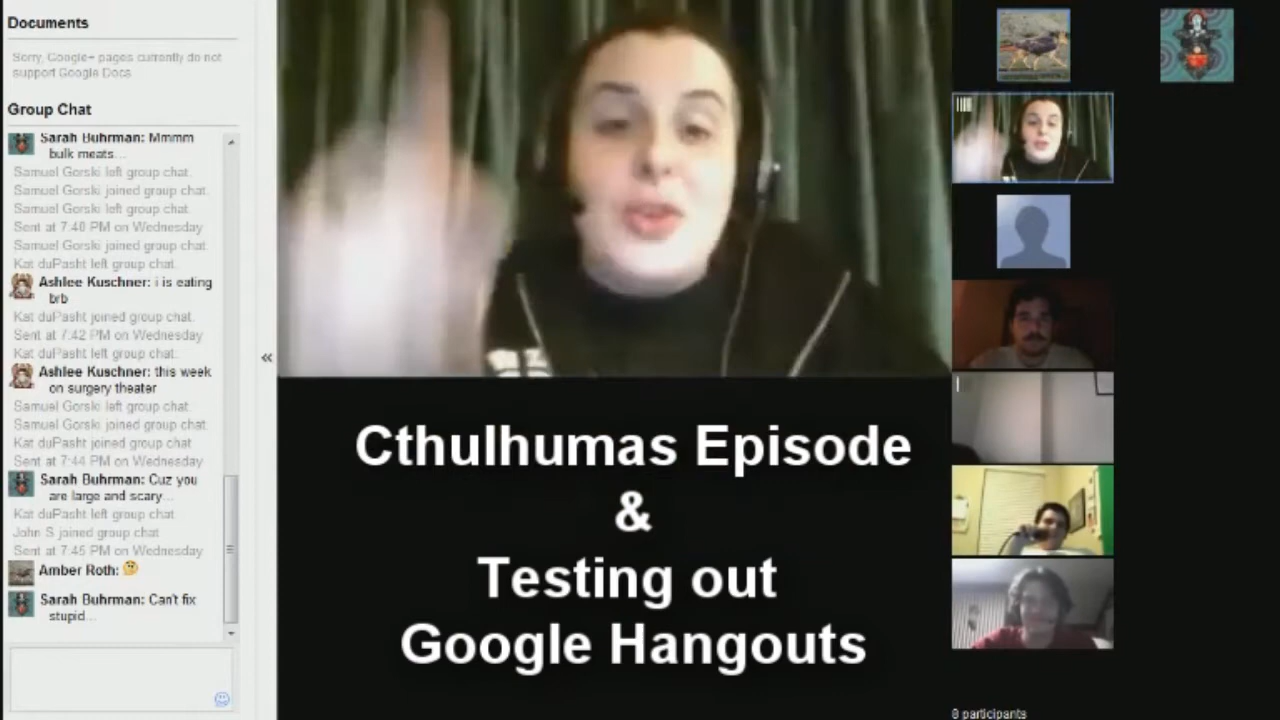 Documents
Sorry, Google+ pages currently do not
support Google Docs
Group Chat
Sarah Buhrman: Mmmm
bulk meats...
Samuel Gorski left group chat.
Samuel Gorski joined group chat.
Samuel Gorski left group chat.
Sent at 7:40 PM on Wednesday
Samuel Gorski joined group chat.
Kat duPasht left group chat.
Ashlee Kuschner: i is eating
brb
Kat duPasht joined group chat.
Sent at 7:42 PM on Wednesday
Kat duPasht left group chat.
Ashlee Kuschner: this week
on surgery theater
Samuel Gorski left group chat.
Samuel Gorski joined group chat.
Kat duPasht joined group chat.
Sent at 7:44 PM on Wednesday
Sarah Buhrman: Cuz you
are large and scary...
Kat duPasht left group chat.
John S joined group chat.
Sent at 7:45 PM on Wednesday
Amber Roth:
Sarah Buhrman: Can't fix
stupid...
Cthulhumas Episode
&
Testing out
Google Hangouts
8 participants